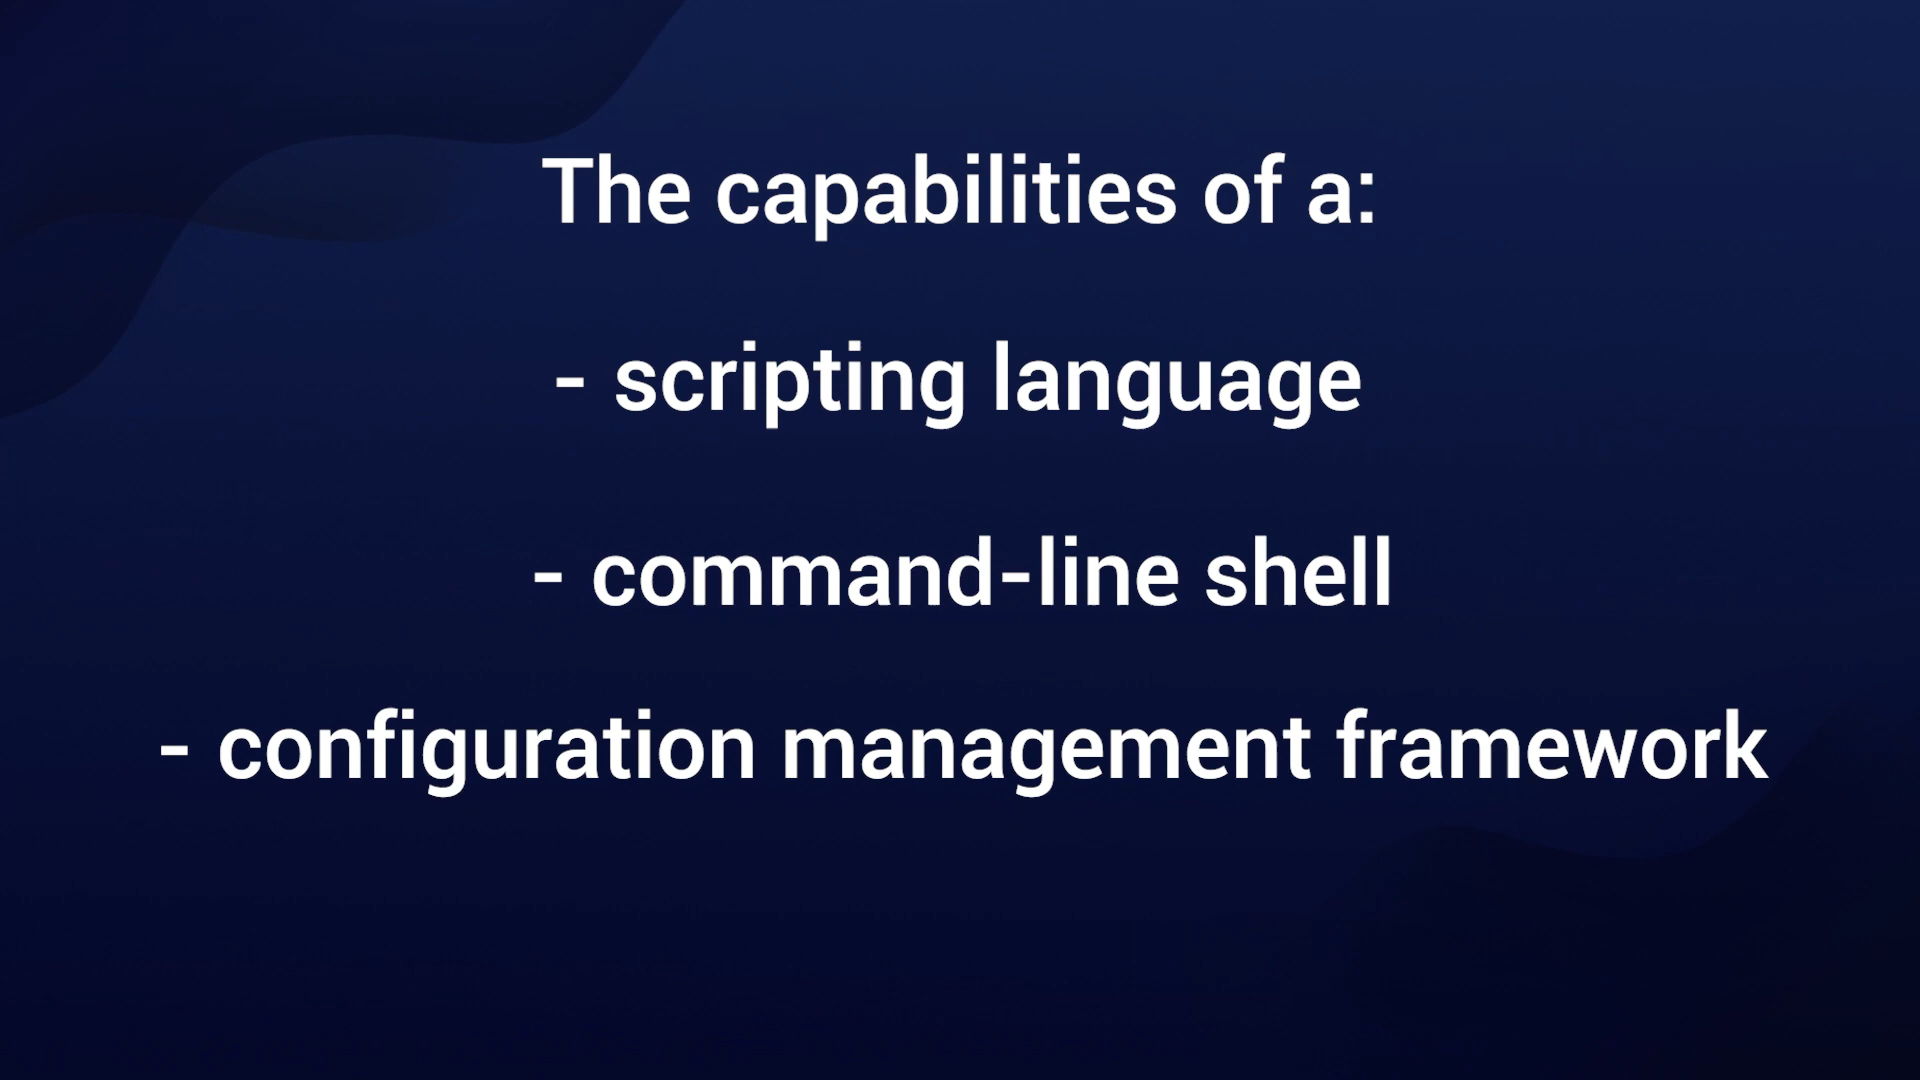 The capabilities of a:
- scripting language
- command-line shell
- configuration management framework